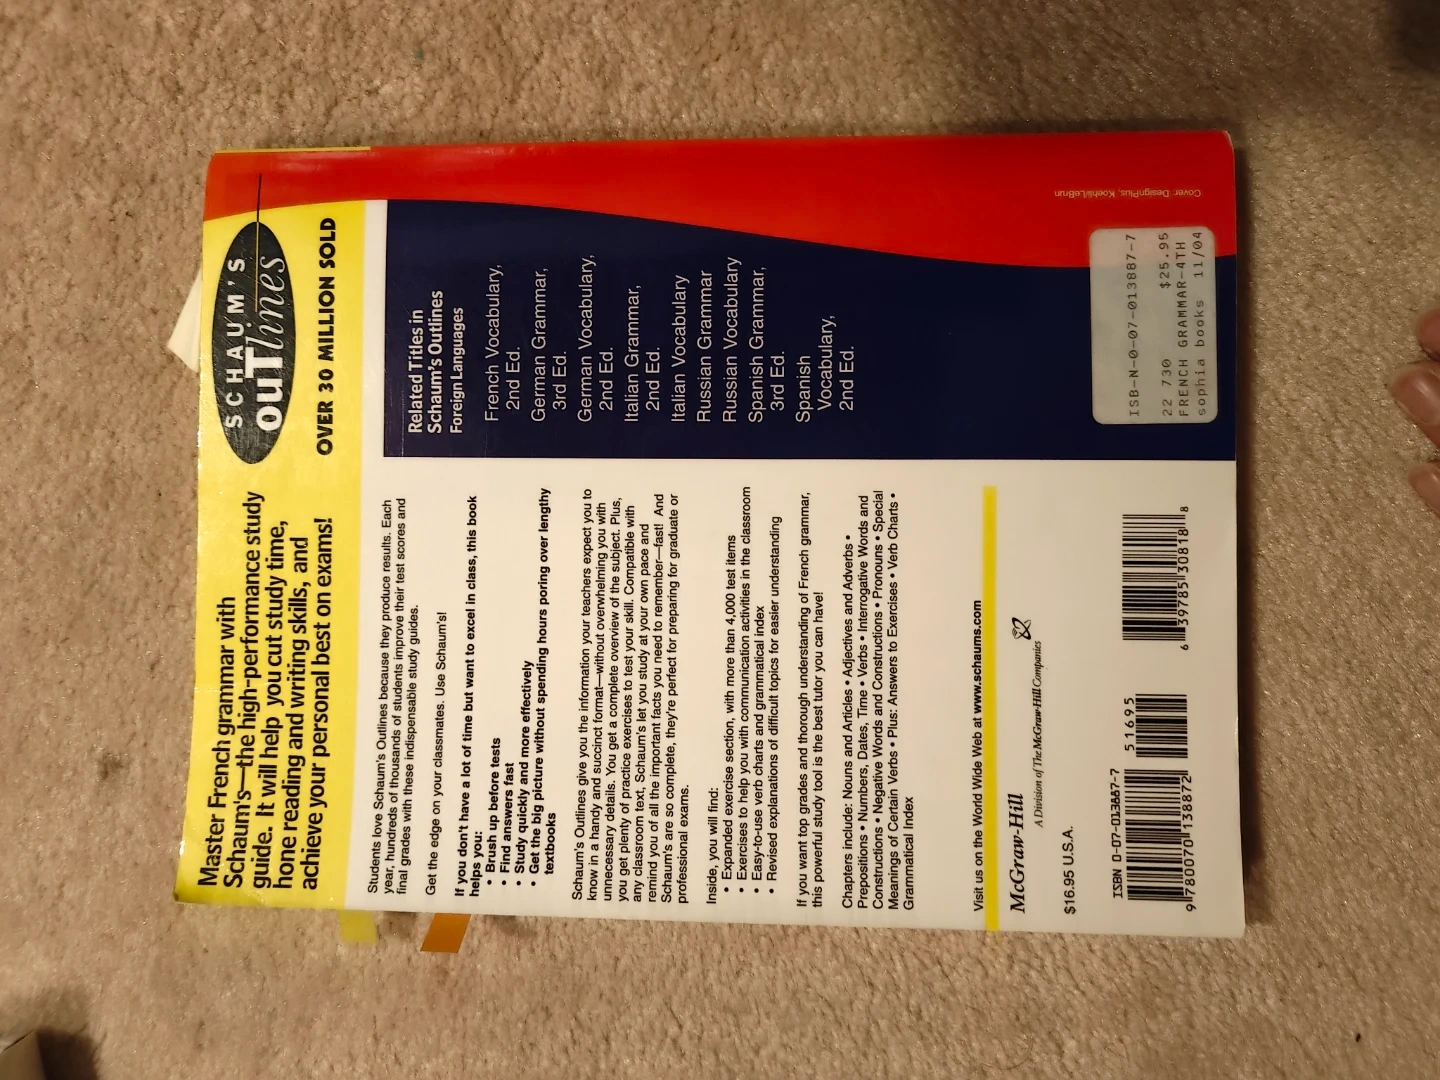 Master French grammar with
Schaum's—the high-performance study
guide. It will help you cut study time,
hone reading and writing skills, and
achieve your personal best on exams!
SCHAUM'S
ouTlines
OVER 30 MILLION SOLD
Students love Schaum's Outlines because they produce results. Each
year, hundreds of thousands of students improve their test scores and
final grades with these indispensable study guides.
Get the edge on your classmates. Use Schaum's!
If you don't have a lot of time but want to excel in class, this book
helps you:
• Brush up before tests
• Find answers fast
• Study quickly and more effectively
• Get the big picture without spending hours poring over lengthy
textbooks
Schaum's Outlines give you the information your teachers expect you to
know in a handy and succinct format—without overwhelming you with
unnecessary details. You get a complete overview of the subject. Plus,
you get plenty of practice exercises to test your skill. Compatible with
any classroom text, Schaum's let you study at your own pace and
remind you of all the important facts you need to remember—fast! And
Schaum's are so complete, they're perfect for preparing for graduate or
professional exams.
Inside, you will find:
• Expanded exercise section, with more than 4,000 test items
• Exercises to help you with communication activities in the classroom
• Easy-to-use verb charts and grammatical index
• Revised explanations of difficult topics for easier understanding
If you want top grades and thorough understanding of French grammar,
this powerful study tool is the best tutor you can have!
Chapters include: Nouns and Articles • Adjectives and Adverbs •
Prepositions • Numbers, Dates, Time • Verbs • Interrogative Words and
Constructions • Negative Words and Constructions • Pronouns • Special
Meanings of Certain Verbs • Plus: Answers to Exercises • Verb Charts •
Grammatical Index
Related Titles in
Schaum's Outlines
Foreign Languages
French Vocabulary,
2nd Ed.
German Grammar,
3rd Ed.
German Vocabulary,
2nd Ed.
Italian Grammar,
2nd Ed.
Italian Vocabulary
Russian Grammar
Russian Vocabulary
Spanish Grammar,
3rd Ed.
Spanish
Vocabulary,
2nd Ed.
Visit us on the World Wide Web at www.schaums.com
McGraw-Hill
A Division of The McGraw-Hill Companies
$16.95 U.S.A.
ISBN 0-07-013887-7
51695
9 780070 138872
6 39785 30818 8
ISB-N-0-07-013887-7
22 730 $25.95
FRENCH GRAMMAR-4TH
sophia books 11/04
Cover: DesignPlus, Koehli/LeBrun